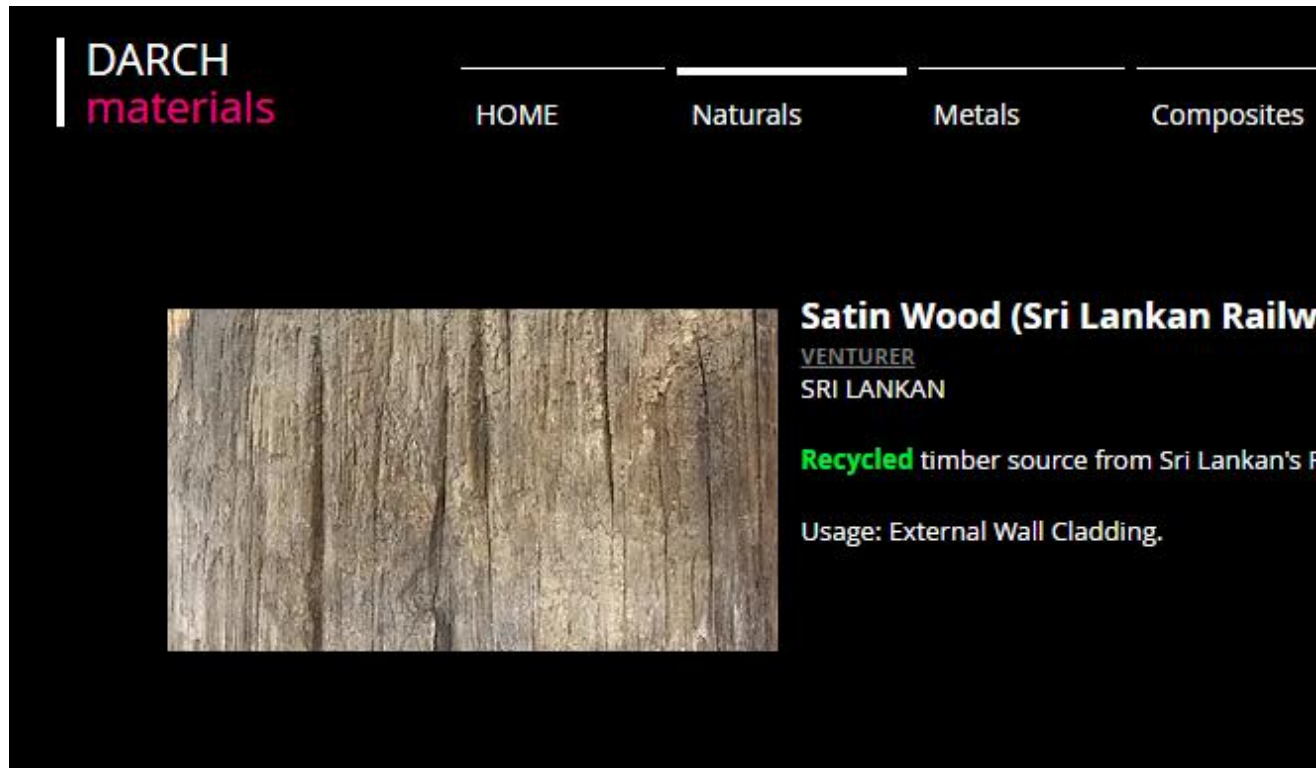 DARCH
materials
HOME Naturals Metals Composites
Satin Wood (Sri Lankan Railw
VENTURER
SRI LANKAN
Recycled timber source from Sri Lankan's
Usage: External Wall Cladding.